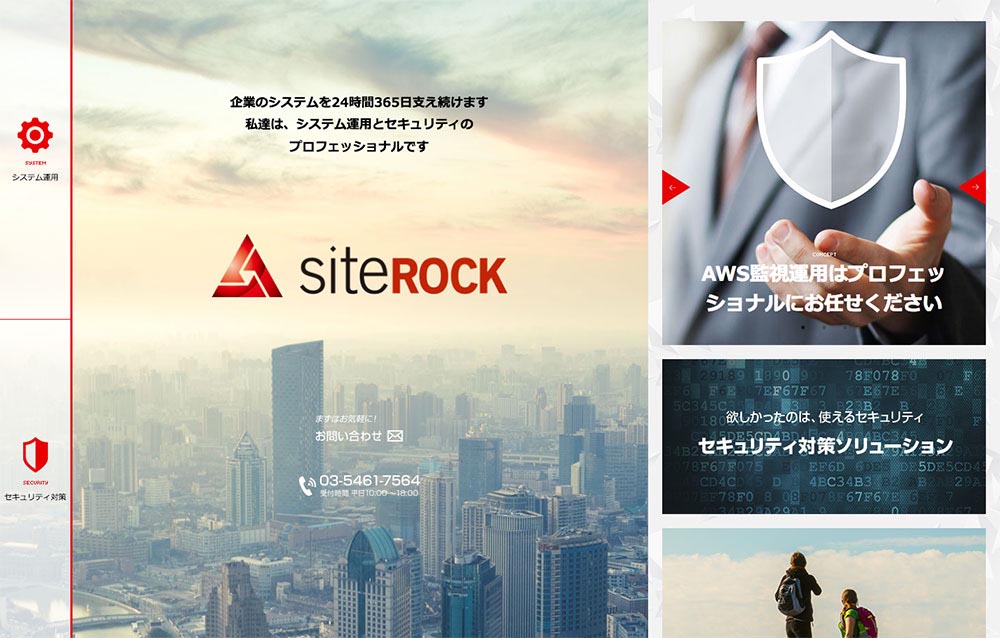 SYSTEM
システム運用
SECURITY
セキュリティ対策
企業のシステムを24時間365日支え続けます
私達は、システム運用とセキュリティの
プロフェッショナルです
siteROCK
まずはお気軽に!
お問い合わせ
03-5461-7564
受付時間 平日10:00～18:00
CONCEPT
AWS監視運用はプロフェッ
ショナルにお任せください
欲しかったのは、使えるセキュリティ
セキュリティ対策ソリューション